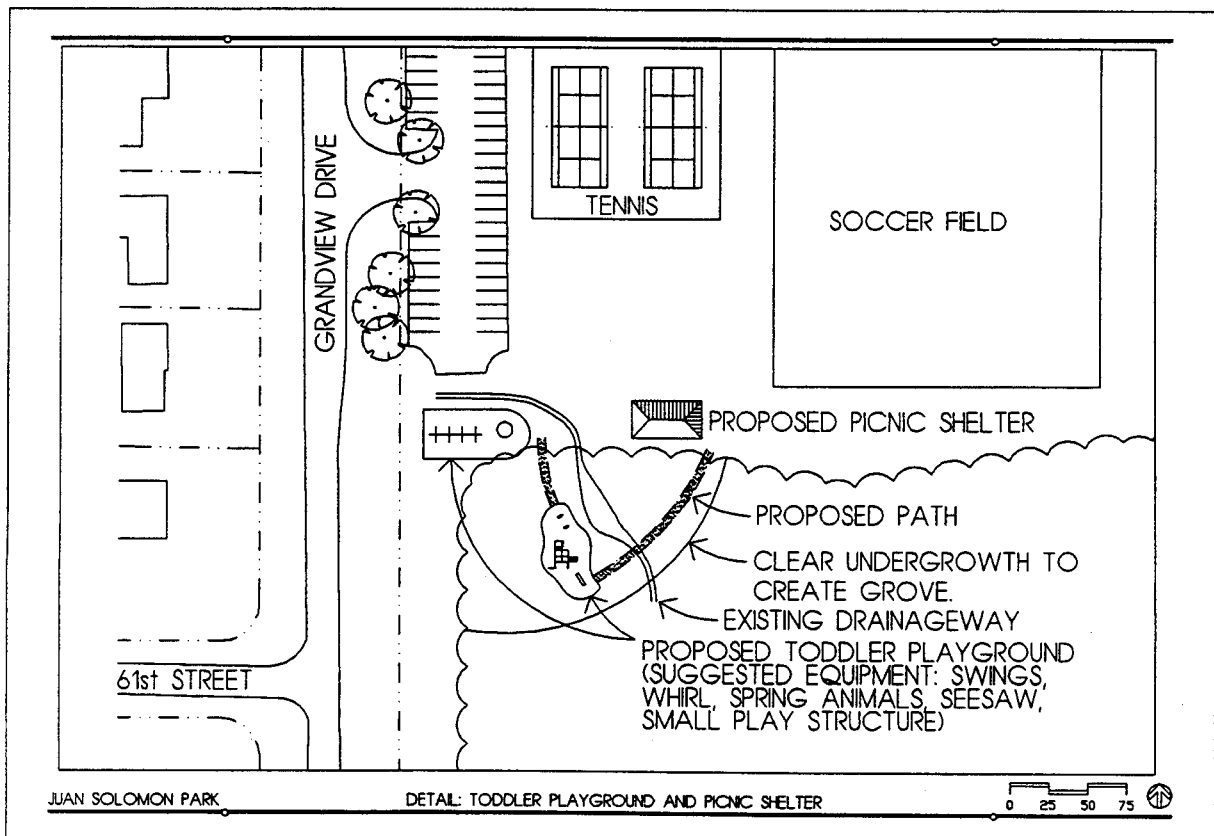 GRANDVIEW DRIVE
TENNIS
SOCCER FIELD
PROPOSED PICNIC SHELTER
PROPOSED PATH
CLEAR UNDERGROWTH TO
CREATE GROVE.
EXISTING DRAINAGEWAY
PROPOSED TODDLER PLAYGROUND
(SUGGESTED EQUIPMENT: SWINGS,
WHIRL, SPRING ANIMALS, SEESAW,
SMALL PLAY STRUCTURE)
61st STREET
JUAN SOLOMON PARK
DETAIL: TODDLER PLAYGROUND AND PICNIC SHELTER
0 25 50 75